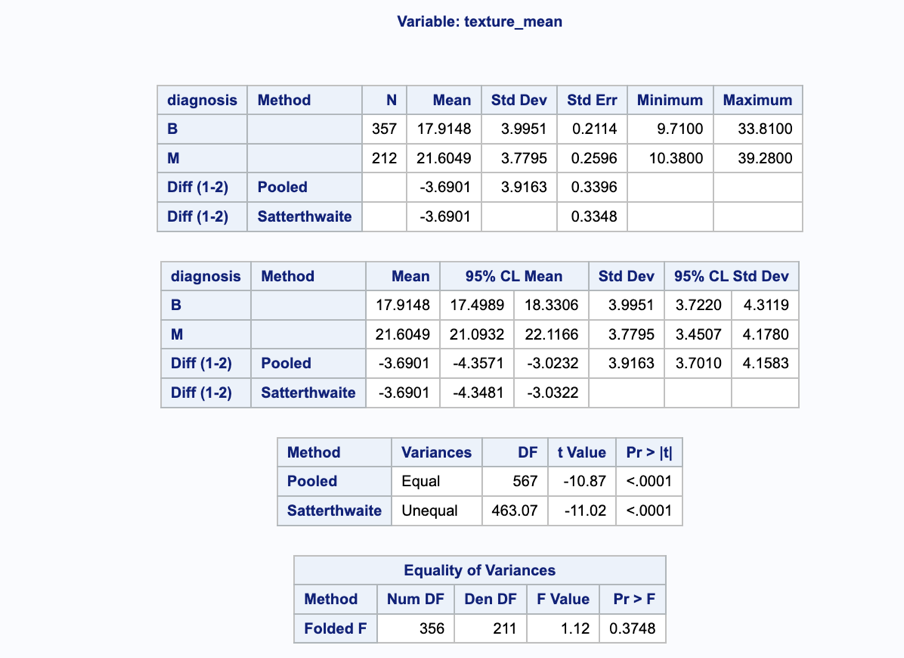 Variable: texture_mean
diagnosis Method N Mean Std Dev Std Err Minimum Maximum
B 357 17.9148 3.9951 0.2114 9.7100 33.8100
M 212 21.6049 3.7795 0.2596 10.3800 39.2800
Diff (1-2) Pooled -3.6901 3.9163 0.3396
Diff (1-2) Satterthwaite -3.6901 0.3348
diagnosis Method Mean 95% CL Mean Std Dev 95% CL Std Dev
B 17.9148 17.4989 18.3306 3.9951 3.7220 4.3119
M 21.6049 21.0932 22.1166 3.7795 3.4507 4.1780
Diff (1-2) Pooled -3.6901 -4.3571 -3.0232 3.9163 3.7010 4.1583
Diff (1-2) Satterthwaite -3.6901 -4.3481 -3.0322
Method Variances DF t Value Pr > |t|
Pooled Equal 567 -10.87 <.0001
Satterthwaite Unequal 463.07 -11.02 <.0001
Equality of Variances
Method Num DF Den DF F Value Pr > F
Folded F 356 211 1.12 0.3748